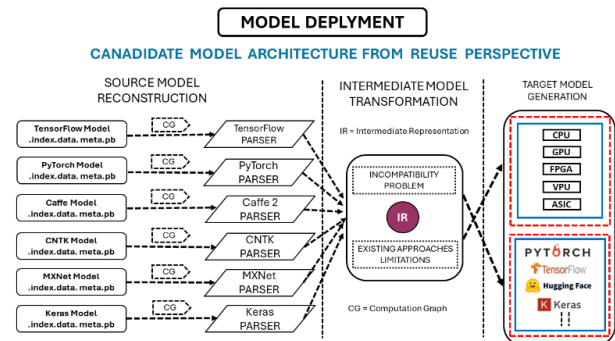 MODEL DEPLYMENT
CANADIDATE MODEL ARCHITECTURE FROM REUSE PERSPECTIVE
SOURCE MODEL
RECONSTRUCTION
INTERMEDIATE MODEL
TRANSFORMATION
TARGET MODEL
GENERATION
TensorFlow Model
.index.data. meta.pb
CG
TensorFlow
PARSER
PyTorch Model
.index.data. meta.pb
CG
PyTorch
PARSER
Caffe Model
.index.data. meta.pb
CG
Caffe 2
PARSER
CNTK Model
.index.data. meta.pb
CG
CNTK
PARSER
MXNet Model
.index.data. meta.pb
CG
MXNet
PARSER
Keras Model
.index.data. meta.pb
CG
Keras
PARSER
IR = Intermediate Representation
INCOMPATIBILITY
PROBLEM
IR
EXISTING APPROACHES
LIMITATIONS
CG = Computation Graph
CPU
GPU
FPGA
VPU
ASIC
PYTORCH
TensorFlow
Hugging Face
K Keras